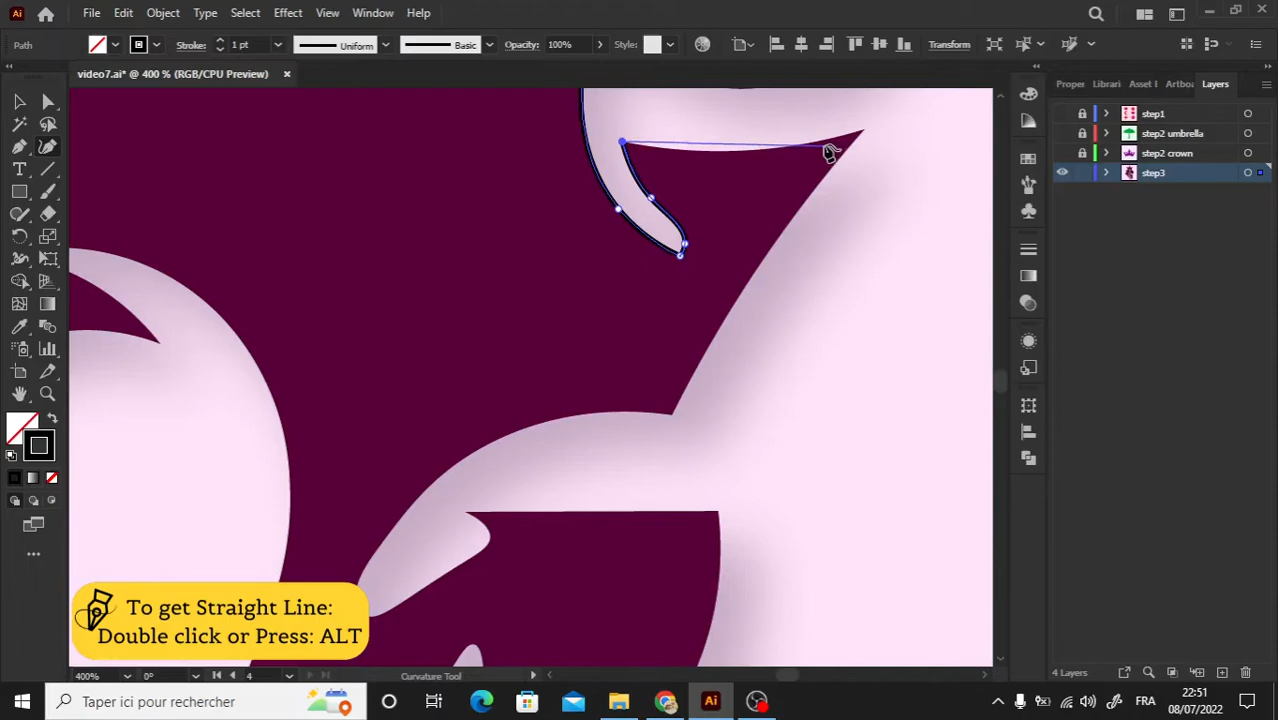 Ai
File Edit Object Type Select Effect View Window Help
Path
Stroke: 1 pt Uniform Basic Opacity: 100% Style: Transform
video7.ai* @ 400 % (RGB/CPU Preview)
Proper Librari Asset I Artboa Layers
step1
step2 umbrella
step2 crown
step3
To get Straight Line:
Double click or Press: ALT
400% 0° 4 Curvature Tool
4 Layers
Taper ici pour rechercher
Ai
FRA
22:51
08/07/2022